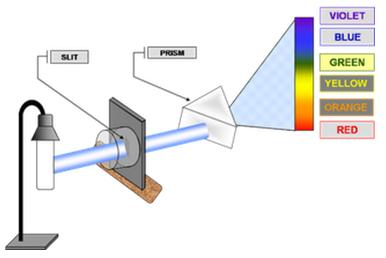 SLIT
PRISM
VIOLET
BLUE
GREEN
YELLOW
ORANGE
RED